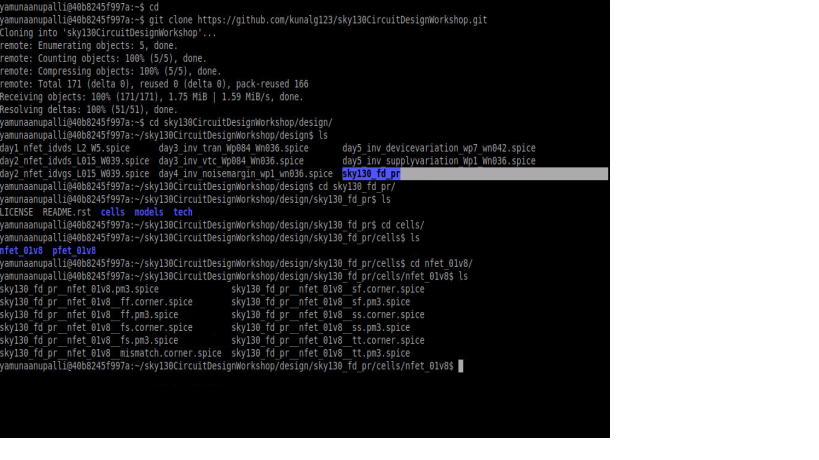 yamunaanupalli@40b8245f997a:~$ cd
yamunaanupalli@40b8245f997a:~$ git clone https://github.com/kunalg123/sky130CircuitDesignWorkshop.git
Cloning into 'sky130CircuitDesignWorkshop'...
remote: Enumerating objects: 5, done.
remote: Counting objects: 100% (5/5), done.
remote: Compressing objects: 100% (5/5), done.
remote: Total 171 (delta 0), reused 0 (delta 0), pack-reused 166
Receiving objects: 100% (171/171), 1.75 MiB | 1.59 MiB/s, done.
Resolving deltas: 100% (51/51), done.
yamunaanupalli@40b8245f997a:~$ cd sky130CircuitDesignWorkshop/design/
yamunaanupalli@40b8245f997a:~/sky130CircuitDesignWorkshop/design$ ls
day1_nfet_idvds_L2_W5.spice day3_inv_tran_Wp084_Wn036.spice day5_inv_devicevariation_wp7_wn042.spice
day2_nfet_idvds_L015_W039.spice day3_inv_vtc_Wp084_Wn036.spice day5_inv_supplyvariation_Wp1_Wn036.spice
day2_nfet_idvgs_L015_W039.spice day4_inv_noisemargin_wp1_wn036.spice sky130_fd_pr
yamunaanupalli@40b8245f997a:~/sky130CircuitDesignWorkshop/design$ cd sky130_fd_pr/
yamunaanupalli@40b8245f997a:~/sky130CircuitDesignWorkshop/design/sky130_fd_pr$ ls
LICENSE README.rst cells models tech
yamunaanupalli@40b8245f997a:~/sky130CircuitDesignWorkshop/design/sky130_fd_pr$ cd cells/
yamunaanupalli@40b8245f997a:~/sky130CircuitDesignWorkshop/design/sky130_fd_pr/cells$ ls
nfet_01v8 pfet_01v8
yamunaanupalli@40b8245f997a:~/sky130CircuitDesignWorkshop/design/sky130_fd_pr/cells$ cd nfet_01v8/
yamunaanupalli@40b8245f997a:~/sky130CircuitDesignWorkshop/design/sky130_fd_pr/cells/nfet_01v8$ ls
sky130_fd_pr__nfet_01v8.pm3.spice sky130_fd_pr__nfet_01v8__sf.corner.spice
sky130_fd_pr__nfet_01v8__ff.corner.spice sky130_fd_pr__nfet_01v8__sf.pm3.spice
sky130_fd_pr__nfet_01v8__ff.pm3.spice sky130_fd_pr__nfet_01v8__ss.corner.spice
sky130_fd_pr__nfet_01v8__fs.corner.spice sky130_fd_pr__nfet_01v8__ss.pm3.spice
sky130_fd_pr__nfet_01v8__fs.pm3.spice sky130_fd_pr__nfet_01v8__tt.corner.spice
sky130_fd_pr__nfet_01v8__mismatch.corner.spice sky130_fd_pr__nfet_01v8__tt.pm3.spice
yamunaanupalli@40b8245f997a:~/sky130CircuitDesignWorkshop/design/sky130_fd_pr/cells/nfet_01v8$